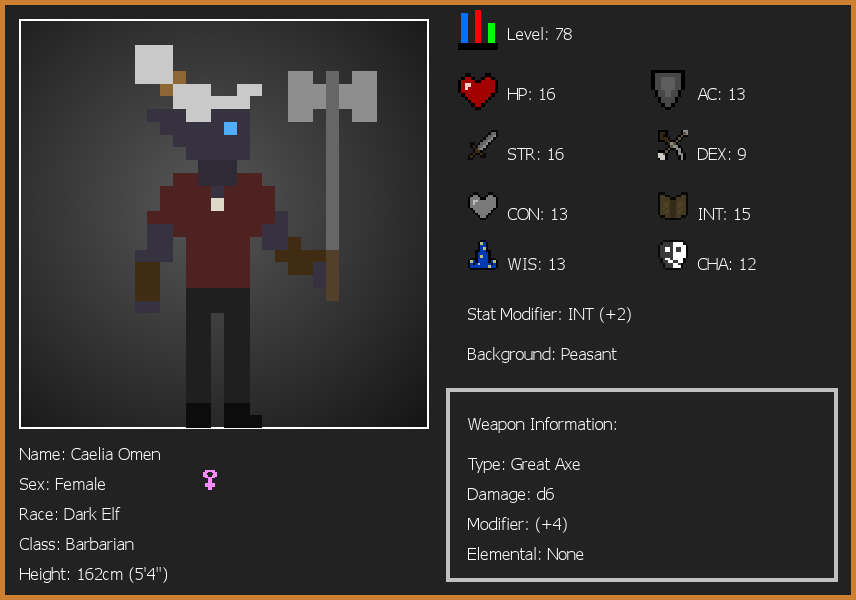 Level: 78
HP: 16
AC: 13
STR: 16
DEX: 9
CON: 13
INT: 15
WIS: 13
CHA: 12
Stat Modifier: INT (+2)
Background: Peasant
Weapon Information:
Type: Great Axe
Damage: d6
Modifier: (+4)
Elemental: None
Name: Caelia Omen
Sex: Female
Race: Dark Elf
Class: Barbarian
Height: 162cm (5'4")